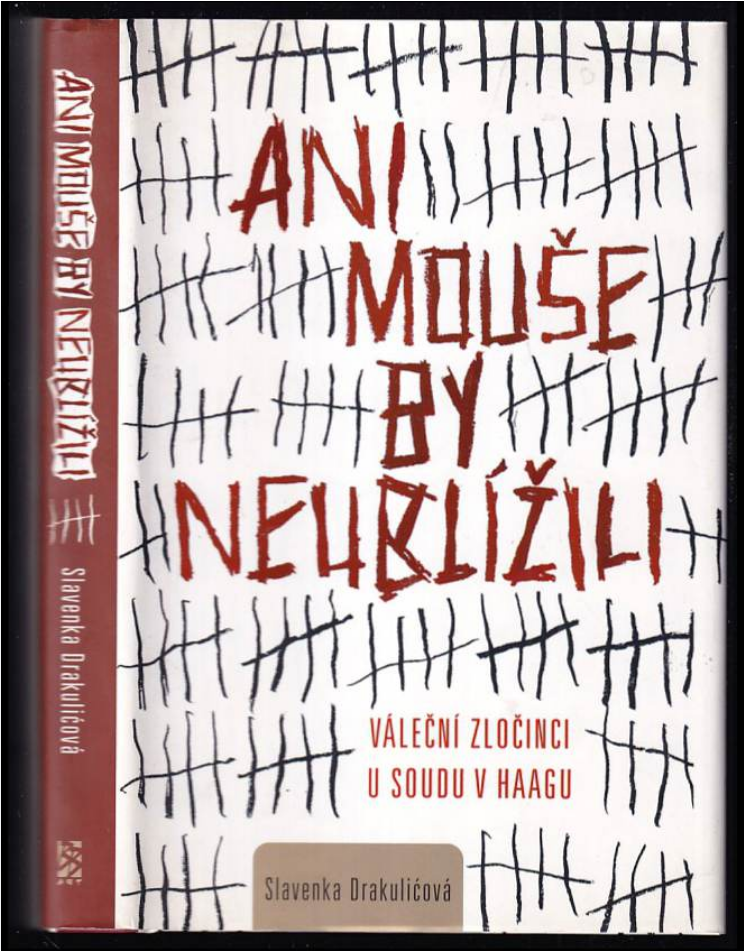 ANI MOUŠE BY NEUBLÍŽILI
Slavenka Drakulićová
ANI
MOUŠE
BY
NEUBLÍŽILI
VÁLEČNÍ ZLOČINCI
U SOUDU V HAAGU
Slavenka Drakulićová